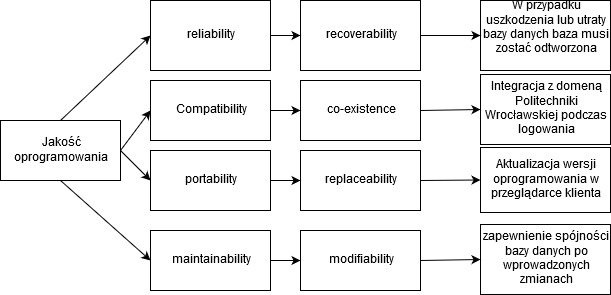 reliability
recoverability
W przypadku
uszkodzenia lub utraty
bazy danych baza musi
zostać odtworzona
Jakość
oprogramowania
Compatibility
co-existence
Integracja z domeną
Politechniki
Wrocławskiej podczas
logowania
portability
replaceability
Aktualizacja wersji
oprogramowania w
przeglądarce klienta
maintainability
modifiability
zapewnienie spójności
bazy danych po
wprowadzonych
zmianach